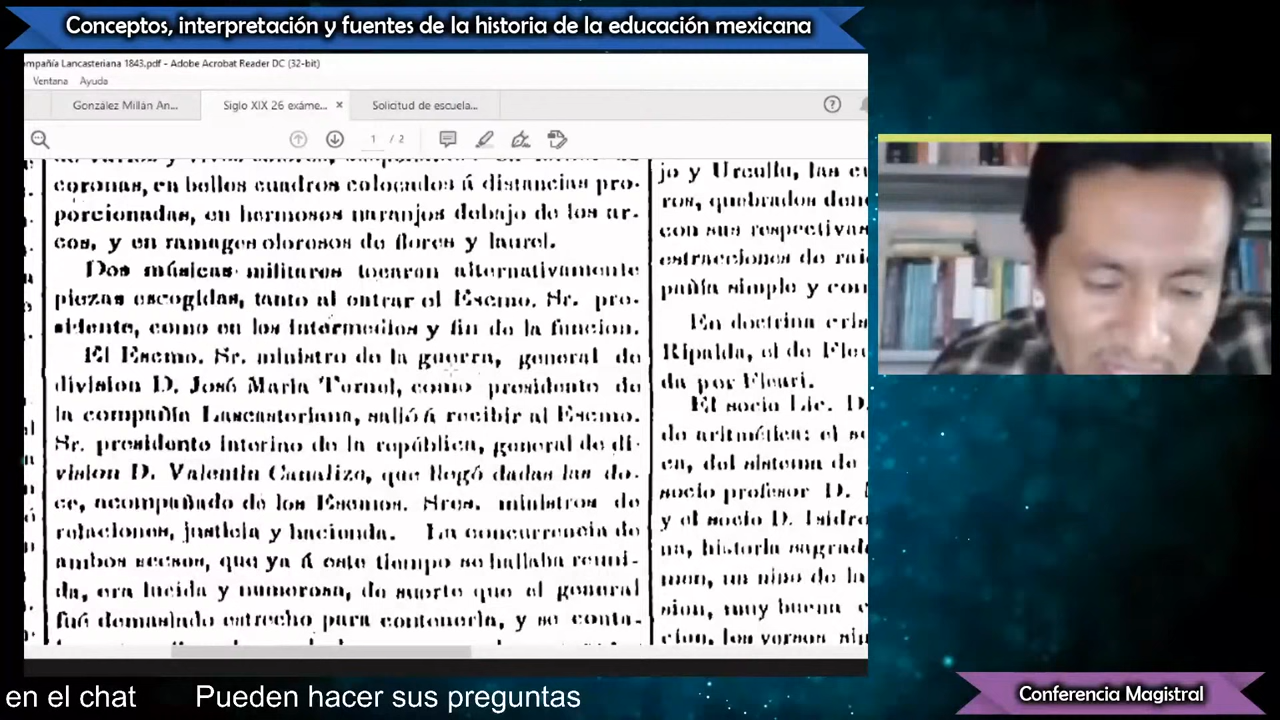 Conceptos, interpretación y fuentes de la historia de la educación mexicana
mpañía Lancasteriana 1843.pdf - Adobe Acrobat Reader DC (32-bit)
Ventana Ayuda
González Millán An...
Siglo XIX 26 exáme... ×
Solicitud de escuela...
1 / 2
coronas, en bellos cuadros colocados á distancias pro-
porcionadas, en hermosos naranjos debajo de los ar-
cos, y en ramages olorosos de flores y laurel.
Dos músicas militares tocaron alternativamente
piezas escogidas, tanto al entrar el Escmo. Sr. pre-
sidente, como en los intermedios y fin de la funcion.
El Escmo. Sr. ministro de la guerra, general de
division D. José María Tornel, como presidente de
la compañía Lascasteriana, salió á recibir al Escmo.
Sr. presidente interino de la república, general de di-
vision D. Valentin Canalizo, que llegó dadas las do-
ce, acompañado de los Escmos. Sres. ministros de
relaciones, justicia y hacienda. La concurrencia de
ambos secsos, que ya á este tiempo se hallaba reuni-
da, era lucida y numerosa, de suerte que el general
fué demasiado estrecho para contenerla, y se conta-
jo y Urcullu, las
ros, quebrados
con sus respectivas
estracciones de
pañía simple y
En doctrina
Ripalda, el de
da por Fleuri.
El socio Lic. D.
de aritmética: el
ca, del sistema de
socio profesor D.
y el socio D. Isidro
na, historia
mon, un niño de la
sion, muy buena
cion, los versos
en el chat Pueden hacer sus preguntas
Conferencia Magistral